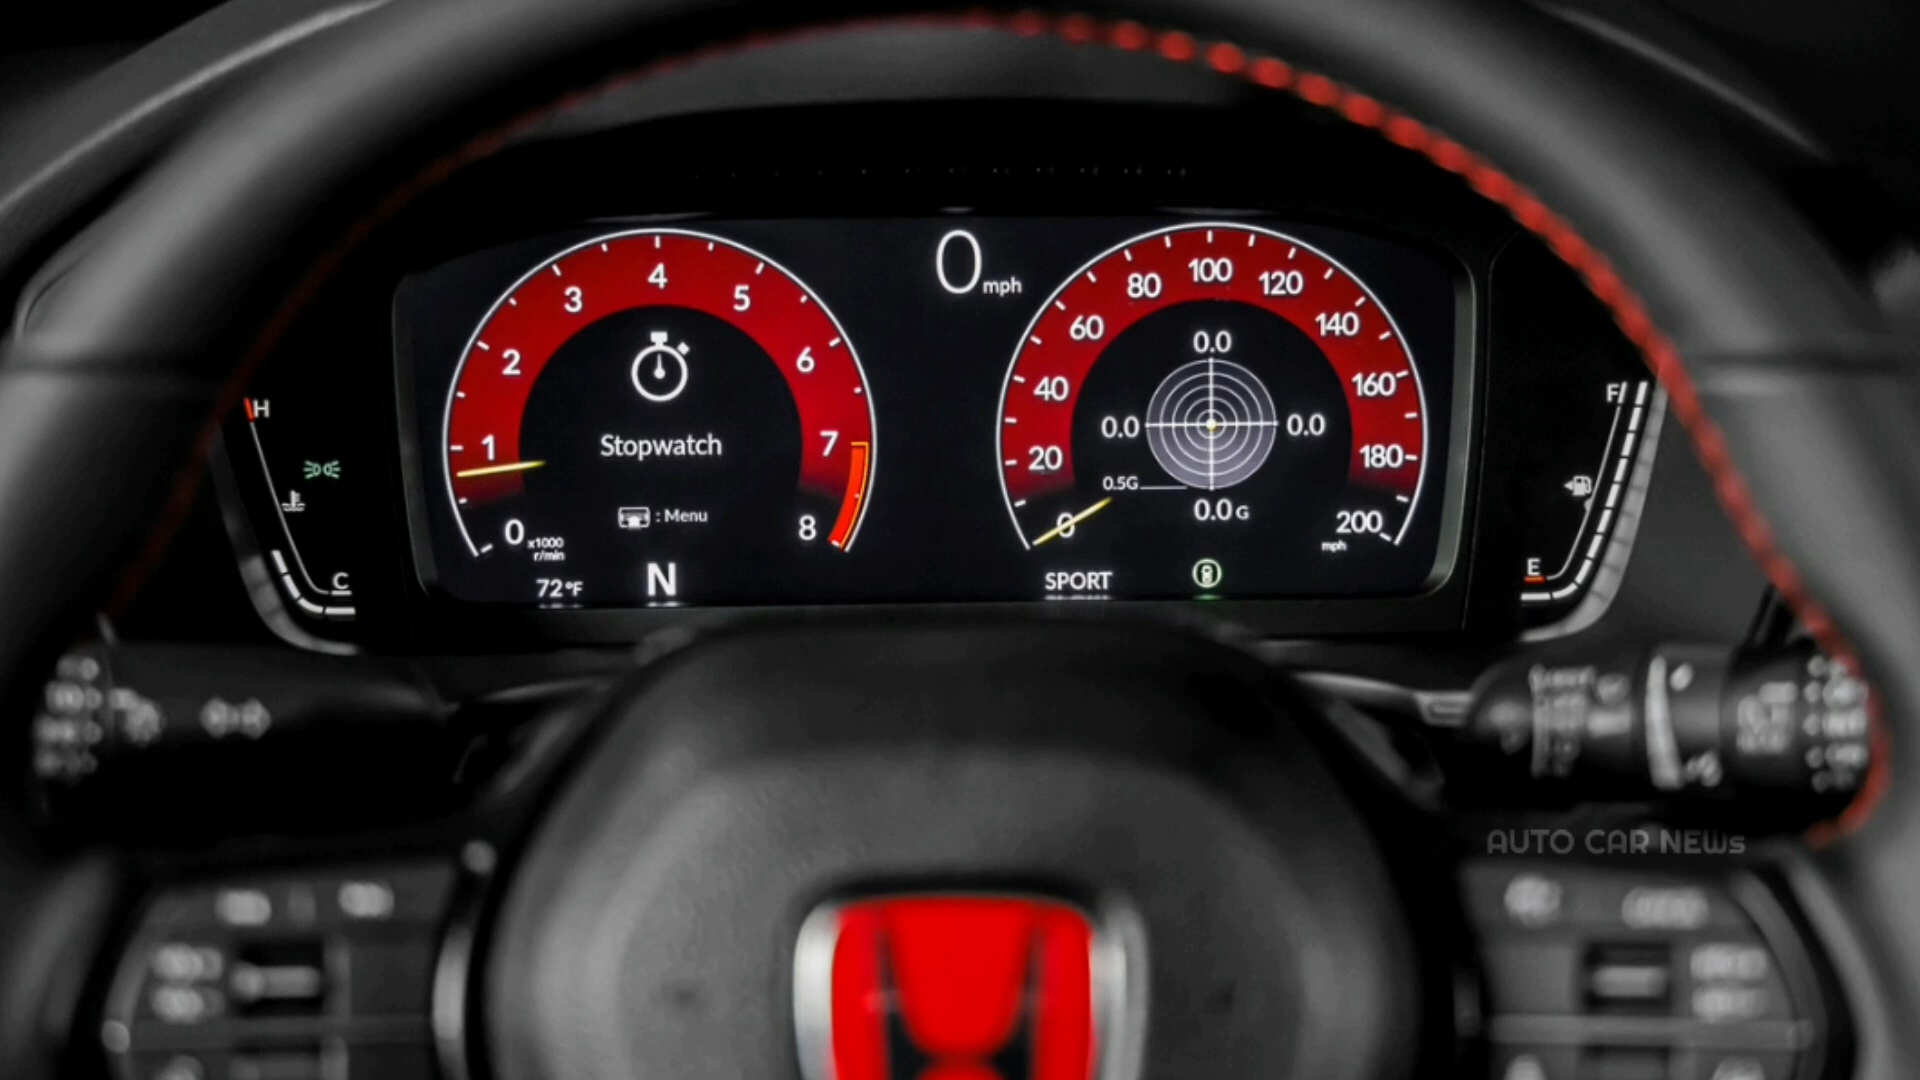 0 mph
4
3
5
2
6
1
7
0
8
x1000
r/min
Stopwatch
: Menu
72°F
N
100
80
120
60
140
40
160
20
180
0
200
mph
0.0
0.0
0.0
0.5G
0.0 G
SPORT
H
C
F
E
AUTO CAR NEWs